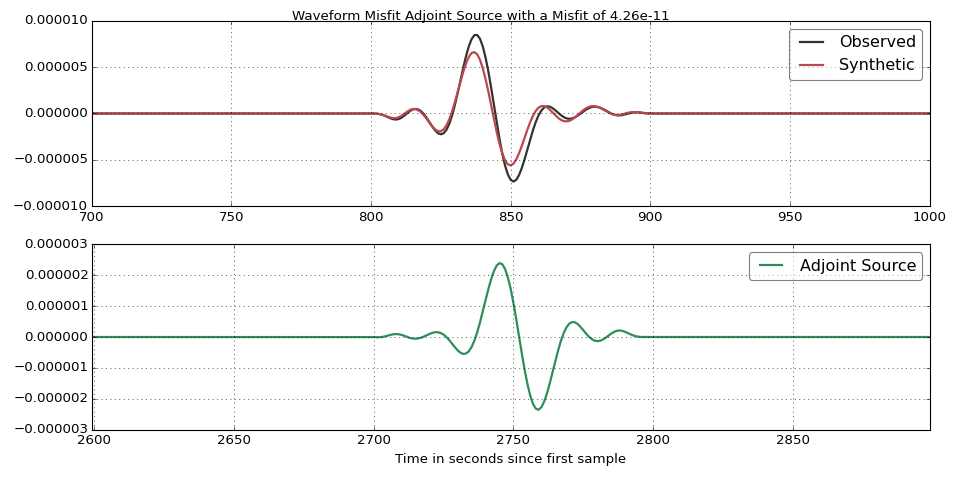 Waveform Misfit Adjoint Source with a Misfit of 4.26e-11
0.000010
0.000005
0.000000
−0.000005
−0.000010
Observed
Synthetic
700 750 800 850 900 950 1000
0.000003
0.000002
0.000001
0.000000
−0.000001
−0.000002
−0.000003
Adjoint Source
2600 2650 2700 2750 2800 2850
Time in seconds since first sample